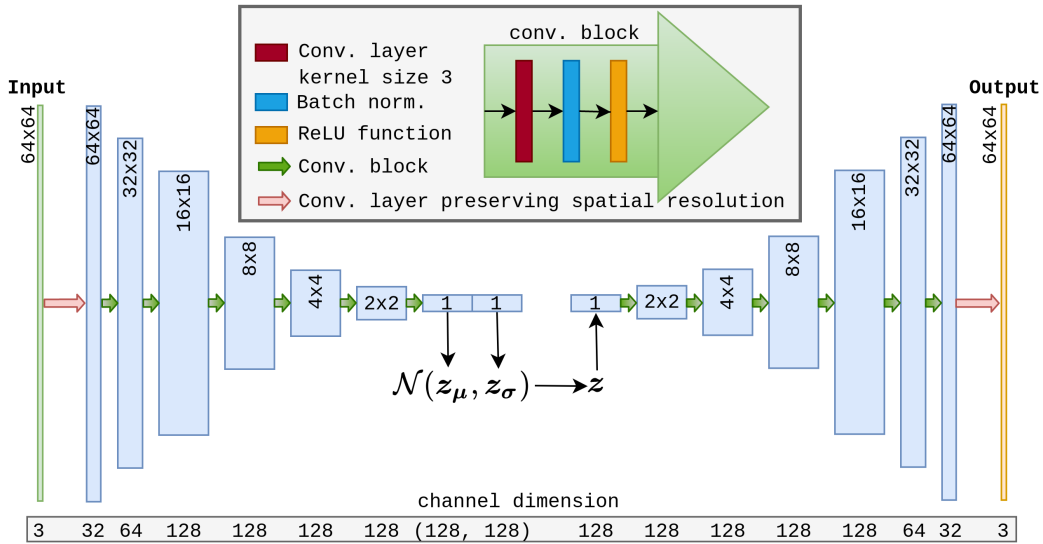 conv. block
Conv. layer
kernel size 3
Batch norm.
ReLU function
Conv. block
Conv. layer preserving spatial resolution
Input
Output
64x64
64x64
32x32
16x16
8x8
4x4
2x2
1
1
1
2x2
4x4
8x8
16x16
32x32
64x64
64x64
𝒩(z_μ, z_σ)
z
channel dimension
3 32 64 128 128 128 128 (128, 128) 128 128 128 128 128 64 32 3